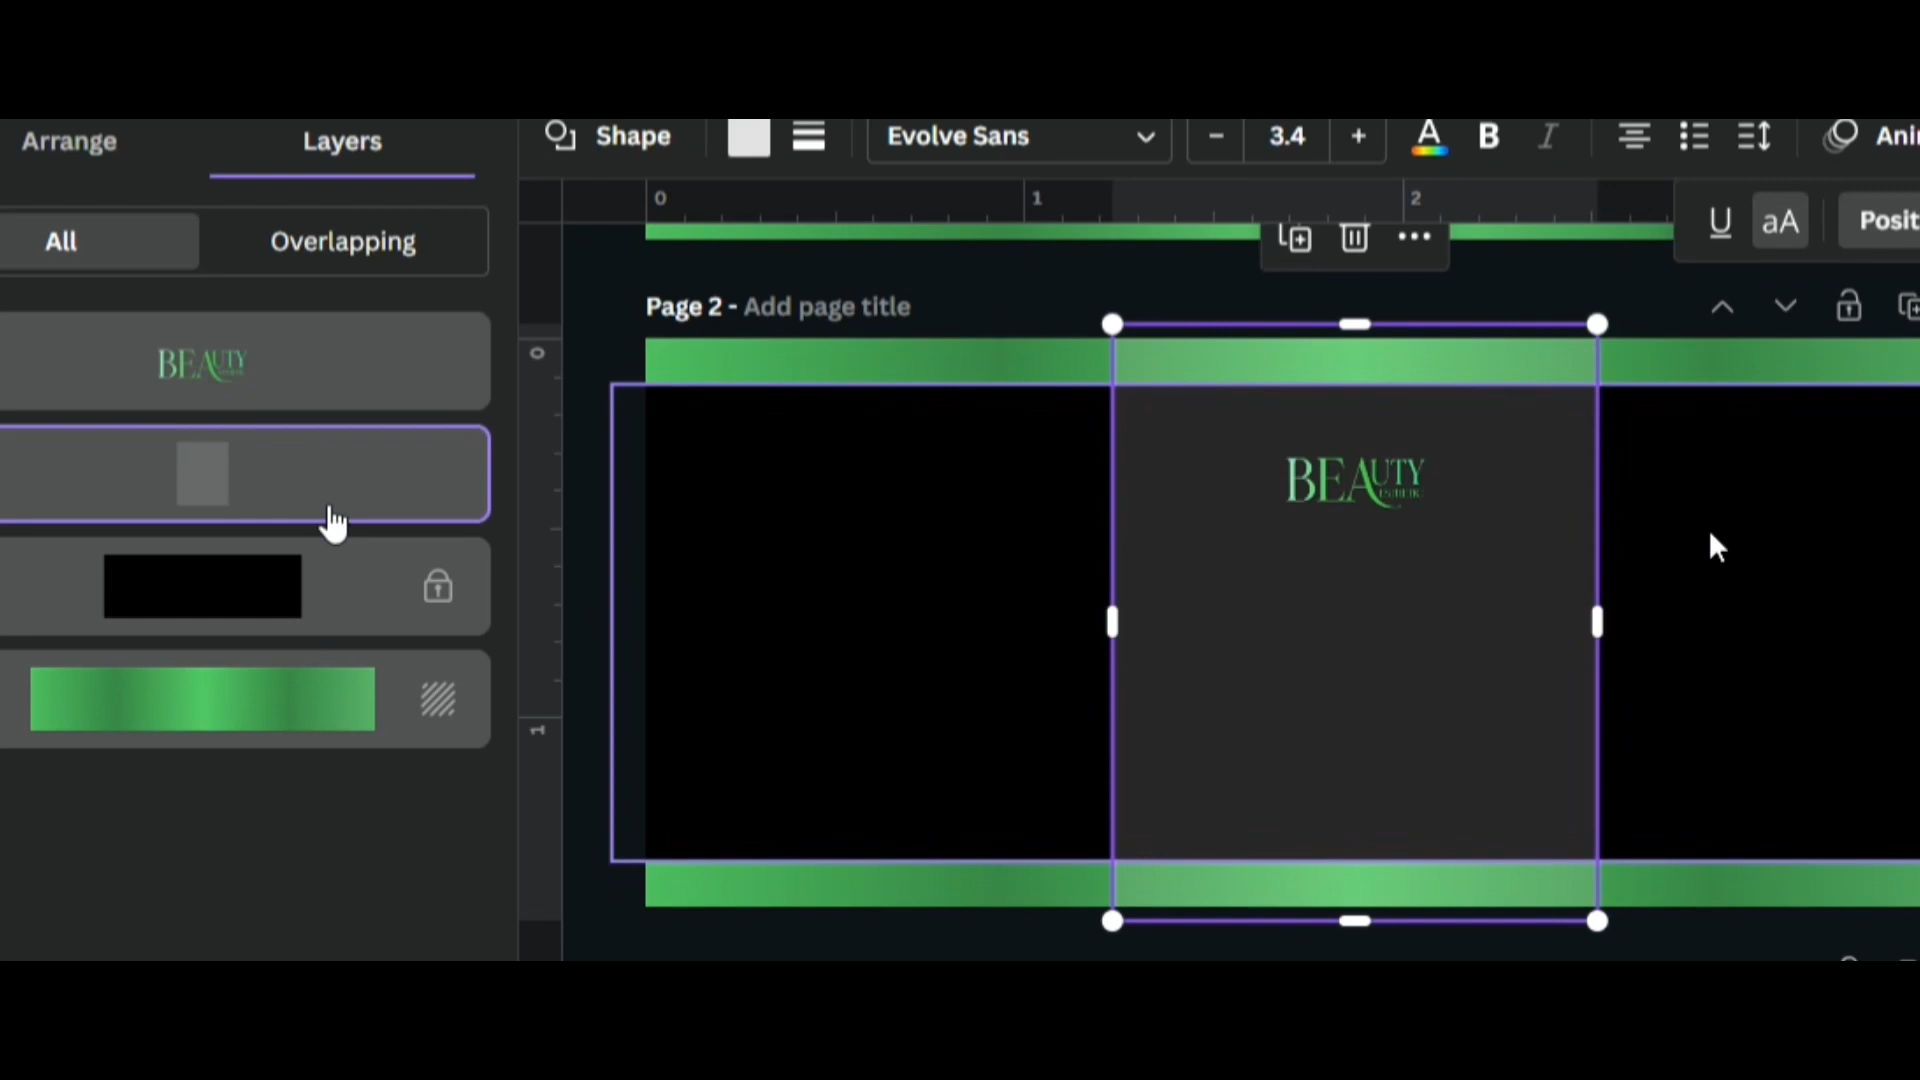 Arrange
Layers
Shape
Evolve Sans
- 3.4 +
A B I
Ani
All
Overlapping
0 1 2
U aA Posit
Page 2 - Add page title
BEAUTY
BEAUTY
0
1